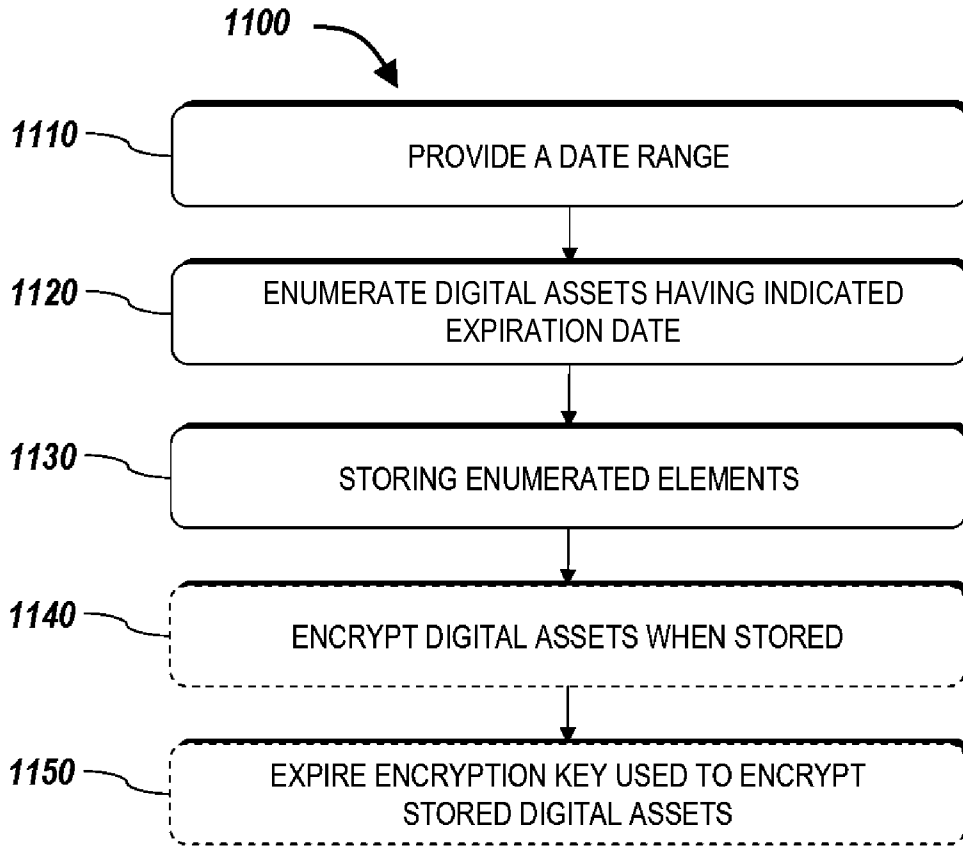 1100
1110
PROVIDE A DATE RANGE
1120
ENUMERATE DIGITAL ASSETS HAVING INDICATED
EXPIRATION DATE
1130
STORING ENUMERATED ELEMENTS
1140
ENCRYPT DIGITAL ASSETS WHEN STORED
1150
EXPIRE ENCRYPTION KEY USED TO ENCRYPT
STORED DIGITAL ASSETS